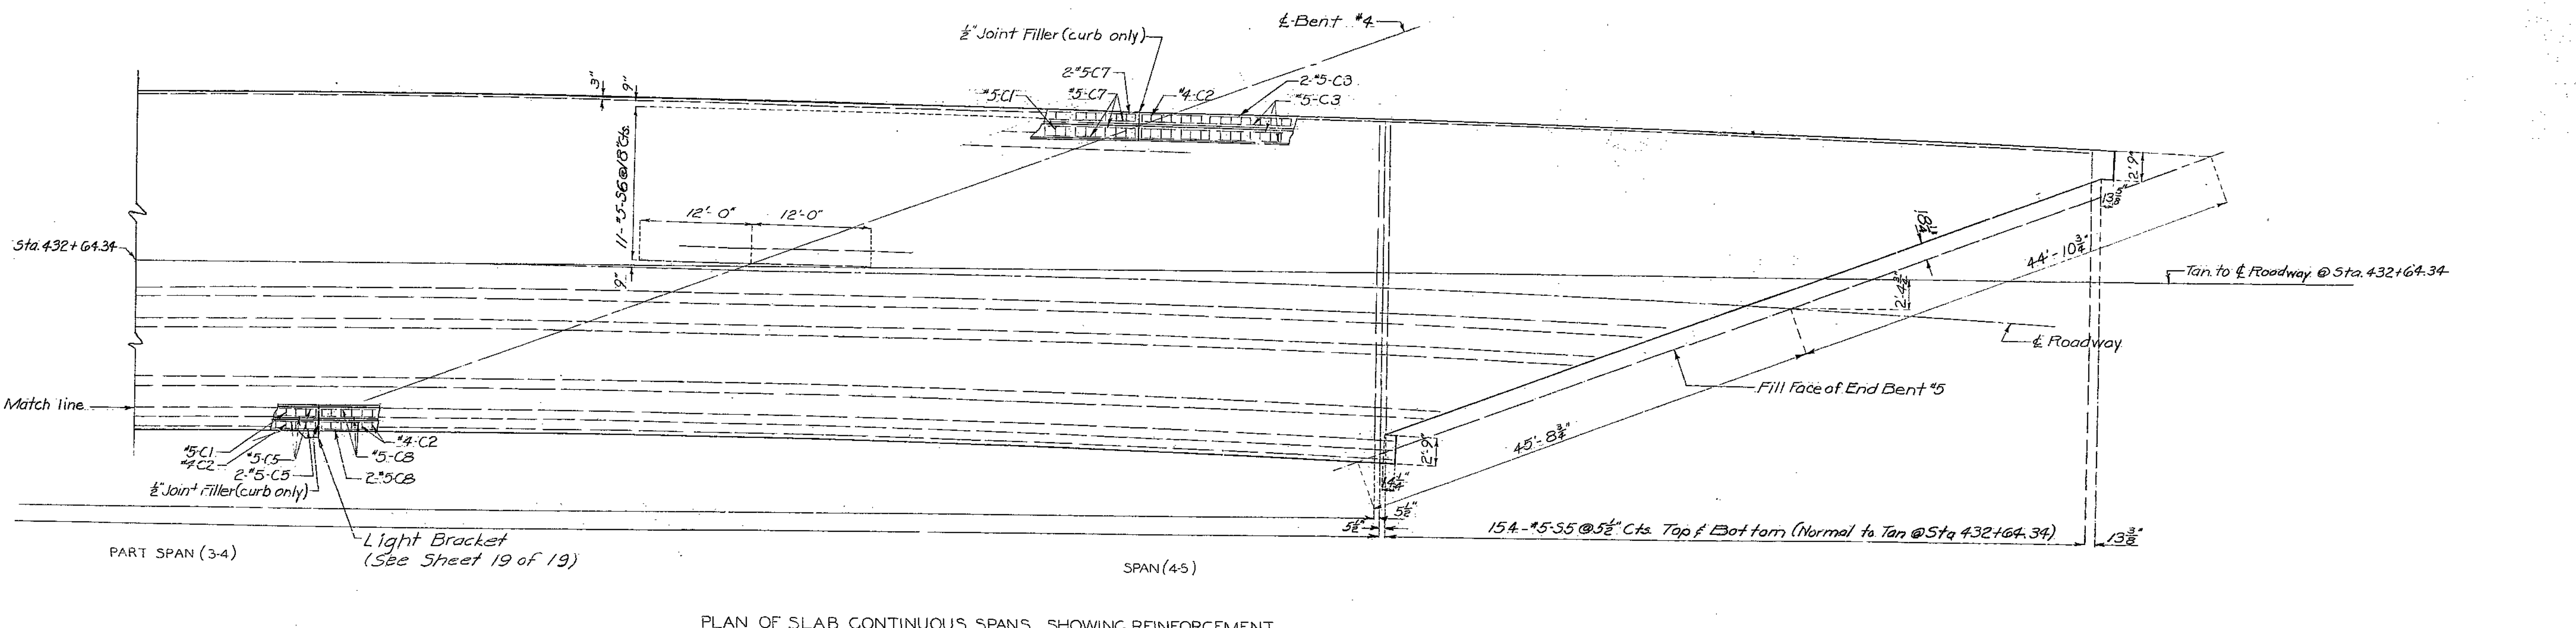 ℄ Bent #4
½" Joint Filler (curb only)
2-#5-C7
2-#5-C3
#5-C1
#5-C7
#4-C2
#5-C3
3"
9"
11-#5-S6@18"Cts.
12'-0"
12'-0"
9"
Sta. 432+64.34
2'-9"
18¼"
44'-10¾"
Tan. to ℄ Roadway @ Sta. 432+64.34
2'-4¾"
℄ Roadway
Fill Face of End Bent #5
Match line
#5-C1
#4-C2
#5-C5
2-#5-C5
½" Joint Filler (curb only)
#4-C2
#5-C8
2-#5-C8
2'-9"
45'-8¾"
14¼"
5½"
5½"
154-#5-S5 @5½" Cts. Top & Bottom (Normal to Tan @ Sta 432+64.34)
13⅜"
PART SPAN (3-4)
Light Bracket
(See Sheet 19 of 19)
SPAN (4-5)
PLAN OF SLAB CONTINUOUS SPANS SHOWING REINFORCEMENT